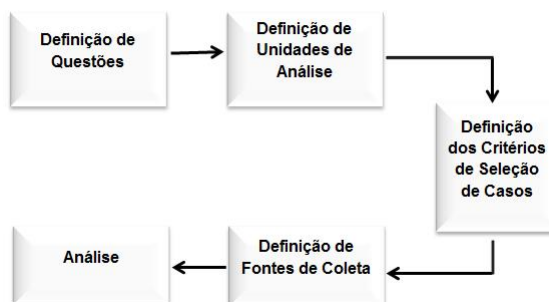 Definição de
Questões
Definição de
Unidades de
Análise
Definição
dos Critérios
de Seleção
de Casos
Definição de
Fontes de Coleta
Análise